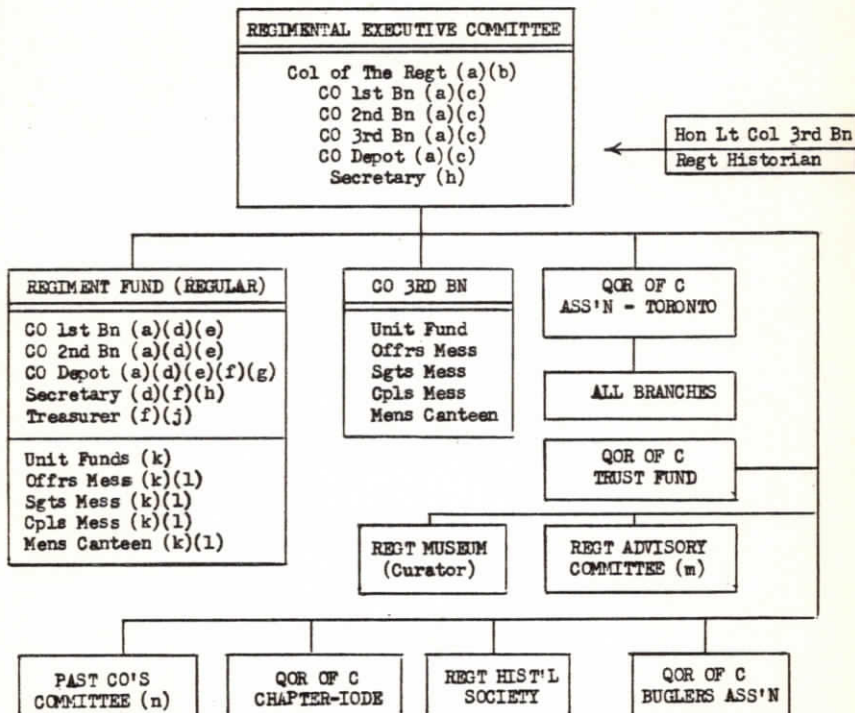 REGIMENTAL EXECUTIVE COMMITTEE
Col of The Regt (a)(b)
CO 1st Bn (a)(c)
CO 2nd Bn (a)(c)
CO 3rd Bn (a)(c)
CO Depot (a)(c)
Secretary (h)
Hon Lt Col 3rd Bn
Regt Historian
REGIMENT FUND (REGULAR)
CO 1st Bn (a)(d)(e)
CO 2nd Bn (a)(d)(e)
CO Depot (a)(d)(e)(f)(g)
Secretary (d)(f)(h)
Treasurer (f)(j)
Unit Funds (k)
Offrs Mess (k)(l)
Sgts Mess (k)(l)
Cpls Mess (k)(l)
Mens Canteen (k)(l)
CO 3RD BN
Unit Fund
Offrs Mess
Sgts Mess
Cpls Mess
Mens Canteen
QOR OF C
ASS'N - TORONTO
ALL BRANCHES
QOR OF C
TRUST FUND
REGT MUSEUM
(Curator)
REGT ADVISORY
COMMITTEE (m)
PAST CO'S
COMMITTEE (n)
QOR OF C
CHAPTER-IODE
REGT HIST'L
SOCIETY
QOR OF C
BUGLERS ASS'N